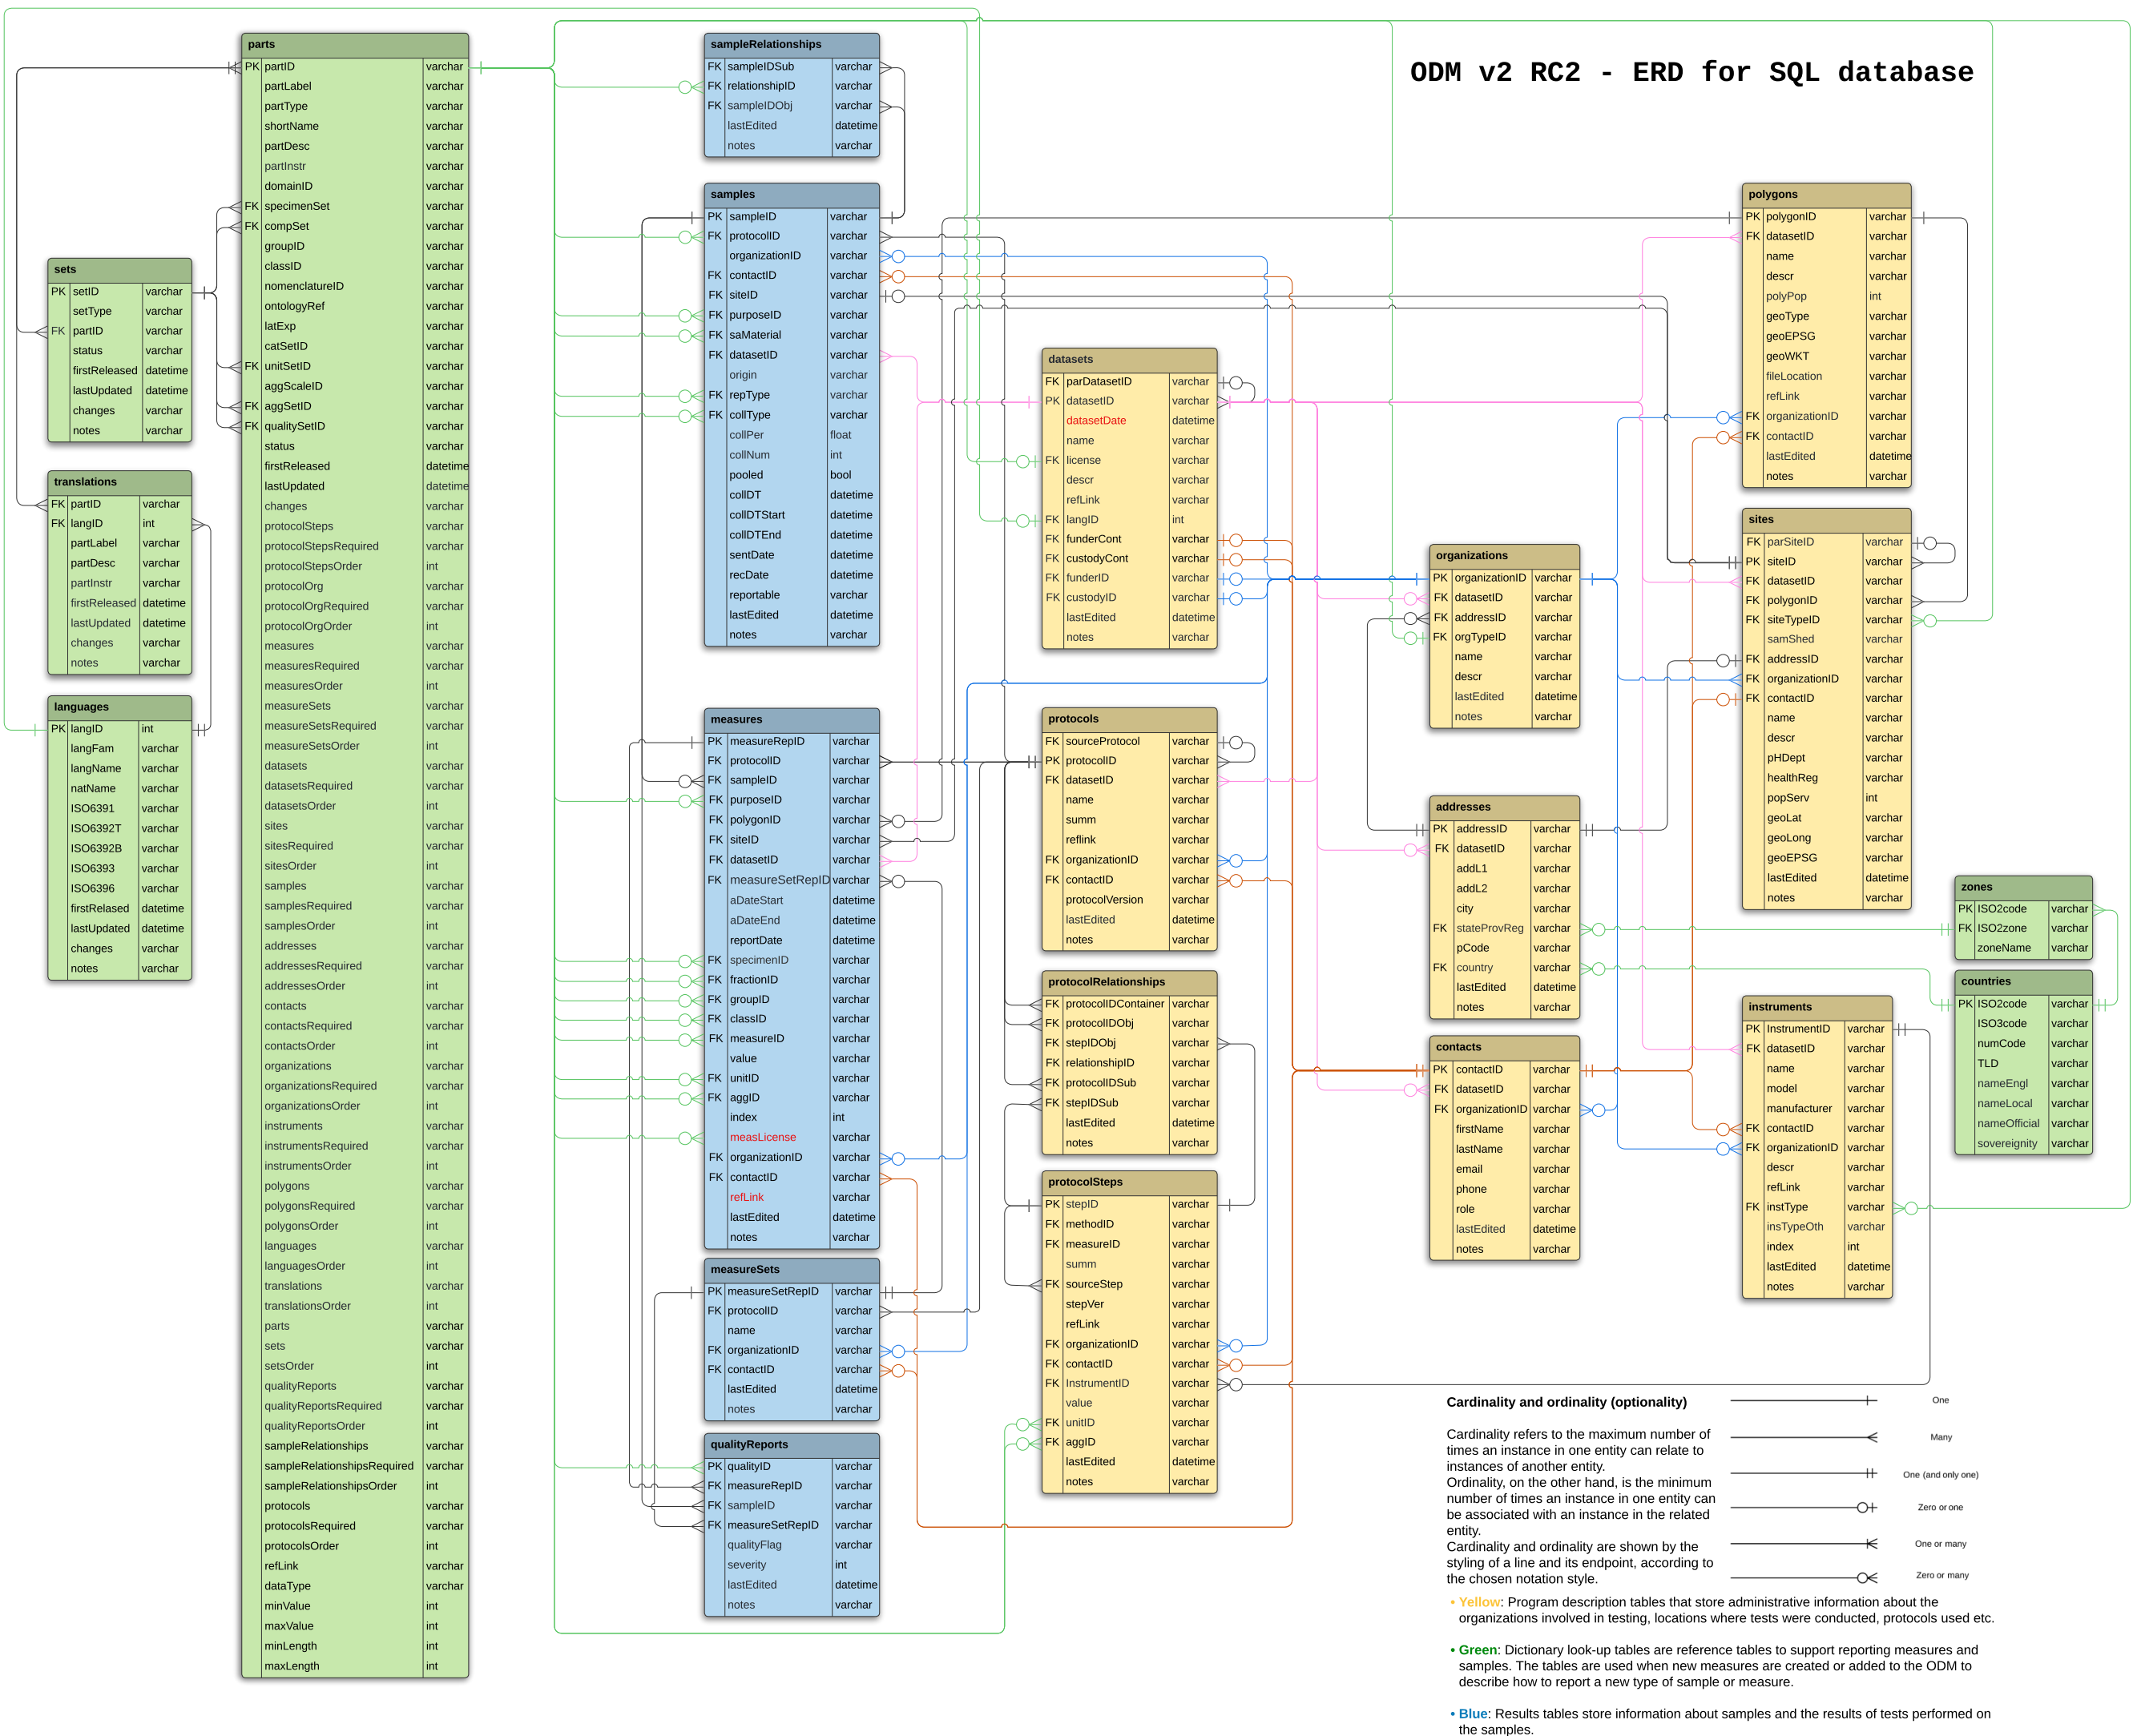 ODM v2 RC2 - ERD for SQL database
parts
PK partID varchar
partLabel varchar
partType varchar
shortName varchar
partDesc varchar
partInstr varchar
domainID varchar
FK specimenSet varchar
FK compSet varchar
groupID varchar
classID varchar
nomenclatureID varchar
ontologyRef varchar
latExp varchar
catSetID varchar
FK unitSetID varchar
aggScaleID varchar
FK aggSetID varchar
FK qualitySetID varchar
status varchar
firstReleased datetime
lastUpdated datetime
changes varchar
protocolSteps varchar
protocolStepsRequired varchar
protocolStepsOrder int
protocolOrg varchar
protocolOrgRequired varchar
protocolOrgOrder int
measures varchar
measuresRequired varchar
measuresOrder int
measureSets varchar
measureSetsRequired varchar
measureSetsOrder int
datasets varchar
datasetsRequired varchar
datasetsOrder int
sites varchar
sitesRequired varchar
sitesOrder int
samples varchar
samplesRequired varchar
samplesOrder int
addresses varchar
addressesRequired varchar
addressesOrder int
contacts varchar
contactsRequired varchar
contactsOrder int
organizations varchar
organizationsRequired varchar
organizationsOrder int
instruments varchar
instrumentsRequired varchar
instrumentsOrder int
polygons varchar
polygonsRequired varchar
polygonsOrder int
languages varchar
languagesOrder int
translations varchar
translationsOrder int
parts varchar
sets varchar
setsOrder int
qualityReports varchar
qualityReportsRequired varchar
qualityReportsOrder int
sampleRelationships varchar
sampleRelationshipsRequired varchar
sampleRelationshipsOrder int
protocols varchar
protocolsRequired varchar
protocolsOrder int
refLink varchar
dataType varchar
minValue int
maxValue int
minLength int
maxLength int
sets
PK setID varchar
setType varchar
FK partID varchar
status varchar
firstReleased datetime
lastUpdated datetime
changes varchar
notes varchar
translations
FK partID varchar
FK langID int
partLabel varchar
partDesc varchar
partInstr varchar
firstReleased datetime
lastUpdated datetime
changes varchar
notes varchar
languages
PK langID int
langFam varchar
langName varchar
natName varchar
ISO6391 varchar
ISO6392T varchar
ISO6392B varchar
ISO6393 varchar
ISO6396 varchar
firstRelased datetime
lastUpdated datetime
changes varchar
notes varchar
sampleRelationships
FK sampleIDSub varchar
FK relationshipID varchar
FK sampleIDObj varchar
lastEdited datetime
notes varchar
samples
PK sampleID varchar
FK protocolID varchar
organizationID varchar
FK contactID varchar
FK siteID varchar
FK purposeID varchar
FK saMaterial varchar
FK datasetID varchar
origin varchar
FK repType varchar
FK collType varchar
collPer float
collNum int
pooled bool
collDT datetime
collDTStart datetime
collDTEnd datetime
sentDate datetime
recDate datetime
reportable varchar
lastEdited datetime
notes varchar
measures
PK measureRepID varchar
FK protocolID varchar
FK sampleID varchar
FK purposeID varchar
FK polygonID varchar
FK siteID varchar
FK datasetID varchar
FK measureSetRepID varchar
aDateStart datetime
aDateEnd datetime
reportDate datetime
FK specimenID varchar
FK fractionID varchar
FK groupID varchar
FK classID varchar
FK measureID varchar
value varchar
FK unitID varchar
FK aggID varchar
index int
measLicense varchar
FK organizationID varchar
FK contactID varchar
refLink varchar
lastEdited datetime
notes varchar
measureSets
PK measureSetRepID varchar
FK protocolID varchar
name varchar
FK organizationID varchar
FK contactID varchar
lastEdited datetime
notes varchar
qualityReports
PK qualityID varchar
FK measureRepID varchar
FK sampleID varchar
FK measureSetRepID varchar
qualityFlag varchar
severity int
lastEdited datetime
notes varchar
datasets
FK parDatasetID varchar
PK datasetID varchar
datasetDate datetime
name varchar
FK license varchar
descr varchar
refLink varchar
FK langID int
FK funderCont varchar
FK custodyCont varchar
FK funderID varchar
FK custodyID varchar
lastEdited datetime
notes varchar
protocols
FK sourceProtocol varchar
PK protocolID varchar
FK datasetID varchar
name varchar
summ varchar
reflink varchar
FK organizationID varchar
FK contactID varchar
protocolVersion varchar
lastEdited datetime
notes varchar
protocolRelationships
FK protocolIDContainer varchar
FK protocolIDObj varchar
FK stepIDObj varchar
FK relationshipID varchar
FK protocolIDSub varchar
FK stepIDSub varchar
lastEdited datetime
notes varchar
protocolSteps
PK stepID varchar
FK methodID varchar
FK measureID varchar
summ varchar
FK sourceStep varchar
stepVer varchar
refLink varchar
FK organizationID varchar
FK contactID varchar
FK InstrumentID varchar
value varchar
FK unitID varchar
FK aggID varchar
lastEdited datetime
notes varchar
organizations
PK organizationID varchar
FK datasetID varchar
FK addressID varchar
FK orgTypeID varchar
name varchar
descr varchar
lastEdited datetime
notes varchar
addresses
PK addressID varchar
FK datasetID varchar
addL1 varchar
addL2 varchar
city varchar
FK stateProvReg varchar
pCode varchar
FK country varchar
lastEdited datetime
notes varchar
contacts
PK contactID varchar
FK datasetID varchar
FK organizationID varchar
firstName varchar
lastName varchar
email varchar
phone varchar
role varchar
lastEdited datetime
notes varchar
polygons
PK polygonID varchar
FK datasetID varchar
name varchar
descr varchar
polyPop int
geoType varchar
geoEPSG varchar
geoWKT varchar
fileLocation varchar
refLink varchar
FK organizationID varchar
FK contactID varchar
lastEdited datetime
notes varchar
sites
FK parSiteID varchar
PK siteID varchar
FK datasetID varchar
FK polygonID varchar
FK siteTypeID varchar
samShed varchar
FK addressID varchar
FK organizationID varchar
FK contactID varchar
name varchar
descr varchar
pHDept varchar
healthReg varchar
popServ int
geoLat varchar
geoLong varchar
geoEPSG varchar
lastEdited datetime
notes varchar
instruments
PK InstrumentID varchar
FK datasetID varchar
name varchar
model varchar
manufacturer varchar
FK contactID varchar
FK organizationID varchar
descr varchar
refLink varchar
FK instType varchar
insTypeOth varchar
index int
lastEdited datetime
notes varchar
zones
PK ISO2code varchar
FK ISO2zone varchar
zoneName varchar
countries
PK ISO2code varchar
ISO3code varchar
numCode varchar
TLD varchar
nameEngl varchar
nameLocal varchar
nameOfficial varchar
sovereignity varchar
Cardinality and ordinality (optionality)
Cardinality refers to the maximum number of
times an instance in one entity can relate to
instances of another entity.
Ordinality, on the other hand, is the minimum
number of times an instance in one entity can
be associated with an instance in the related
entity.
Cardinality and ordinality are shown by the
styling of a line and its endpoint, according to
the chosen notation style.
One
Many
One (and only one)
Zero or one
One or many
Zero or many
• Yellow: Program description tables that store administrative information about the
organizations involved in testing, locations where tests were conducted, protocols used etc.
• Green: Dictionary look-up tables are reference tables to support reporting measures and
samples. The tables are used when new measures are created or added to the ODM to
describe how to report a new type of sample or measure.
• Blue: Results tables store information about samples and the results of tests performed on
the samples.